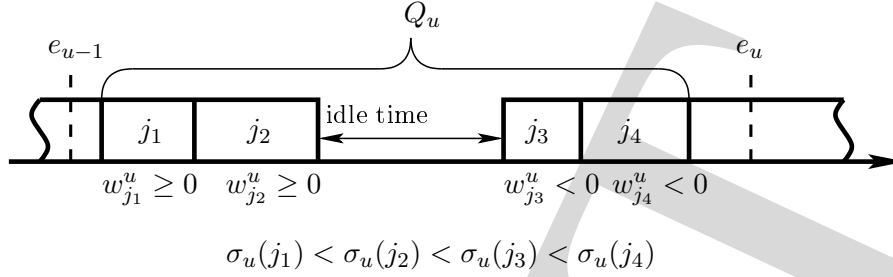 Q_u
e_{u-1} e_u
j_1 j_2 idle time j_3 j_4
w^u_{j_1} ≥ 0 w^u_{j_2} ≥ 0 w^u_{j_3} < 0 w^u_{j_4} < 0
σ_u(j_1) < σ_u(j_2) < σ_u(j_3) < σ_u(j_4)